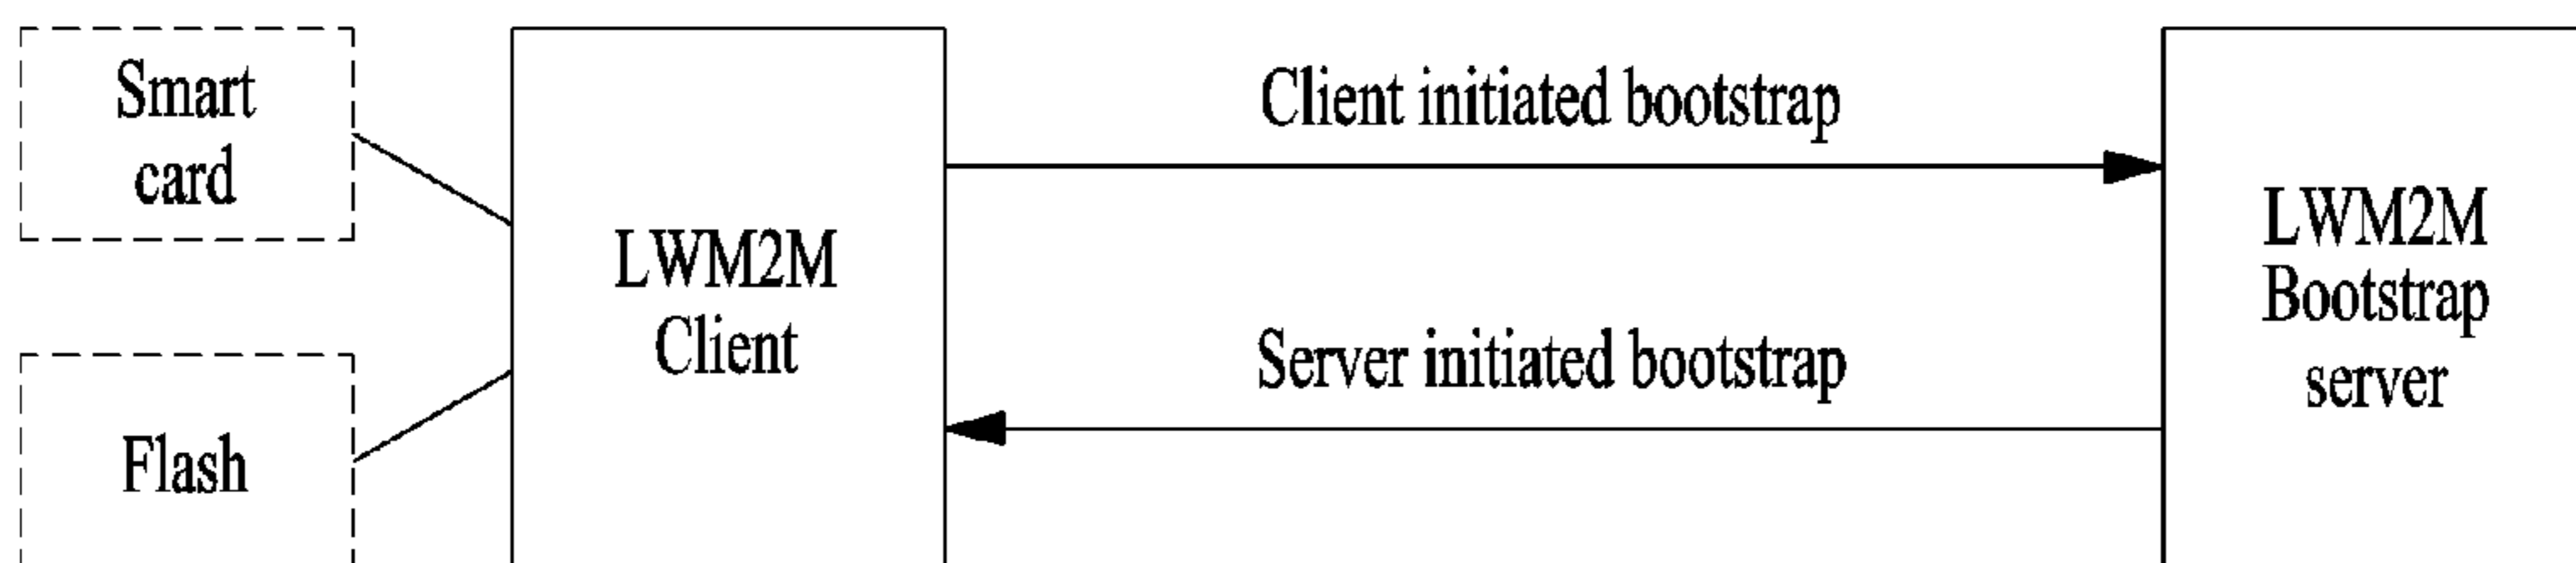 Smart
card
Flash
LWM2M
Client
Client initiated bootstrap
Server initiated bootstrap
LWM2M
Bootstrap
server